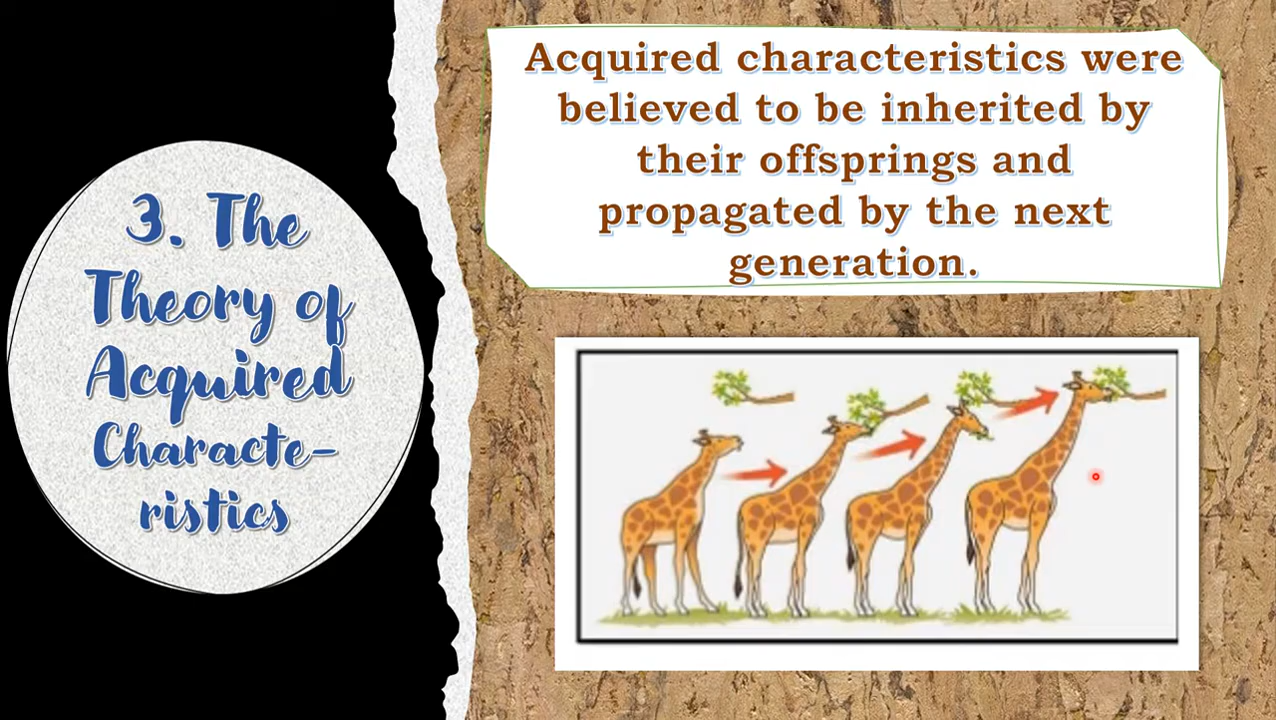 3. The
Theory of
Acquired
Characte-
ristics
Acquired characteristics were
believed to be inherited by
their offsprings and
propagated by the next
generation.